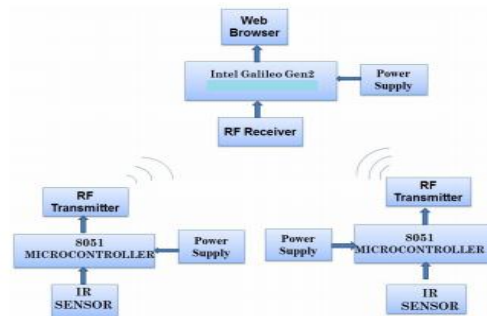 Web
Browser
Intel Galileo Gen2
Power
Supply
RF Receiver
RF
Transmitter
8051
MICROCONTROLLER
Power
Supply
IR
SENSOR
RF
Transmitter
Power
Supply
8051
MICROCONTROLLER
IR
SENSOR